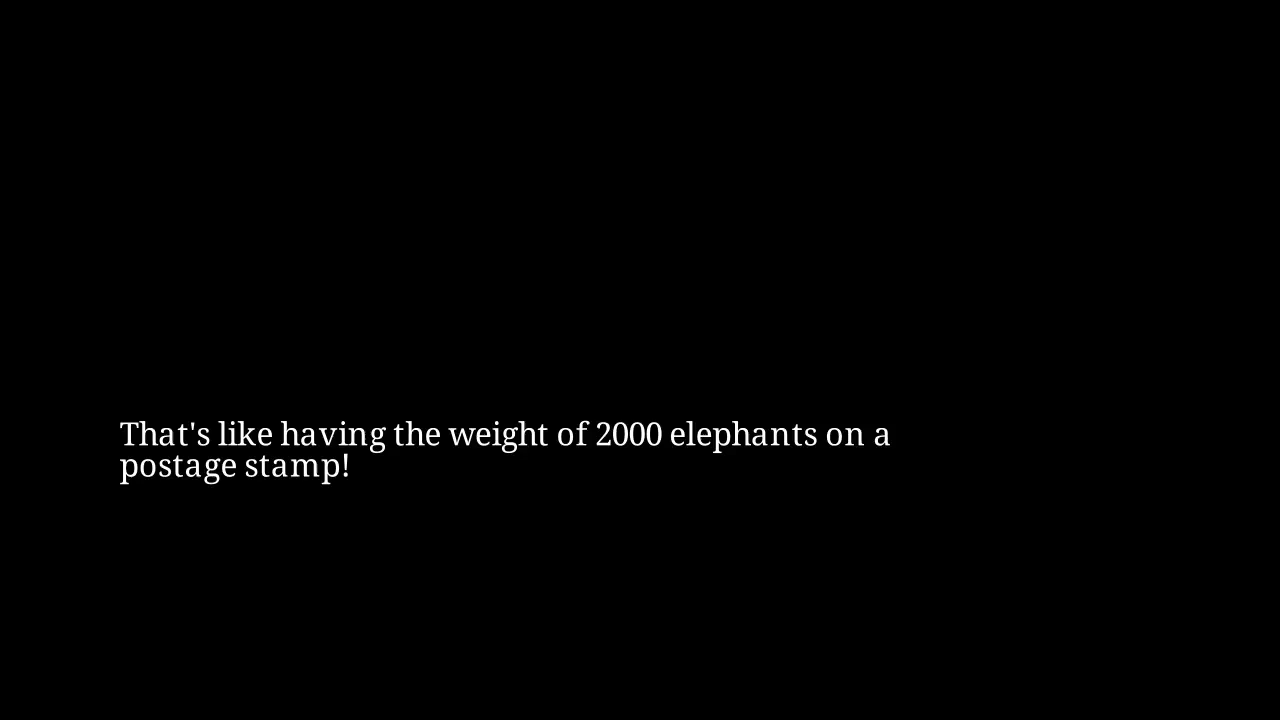 That's like having the weight of 2000 elephants on a
postage stamp!